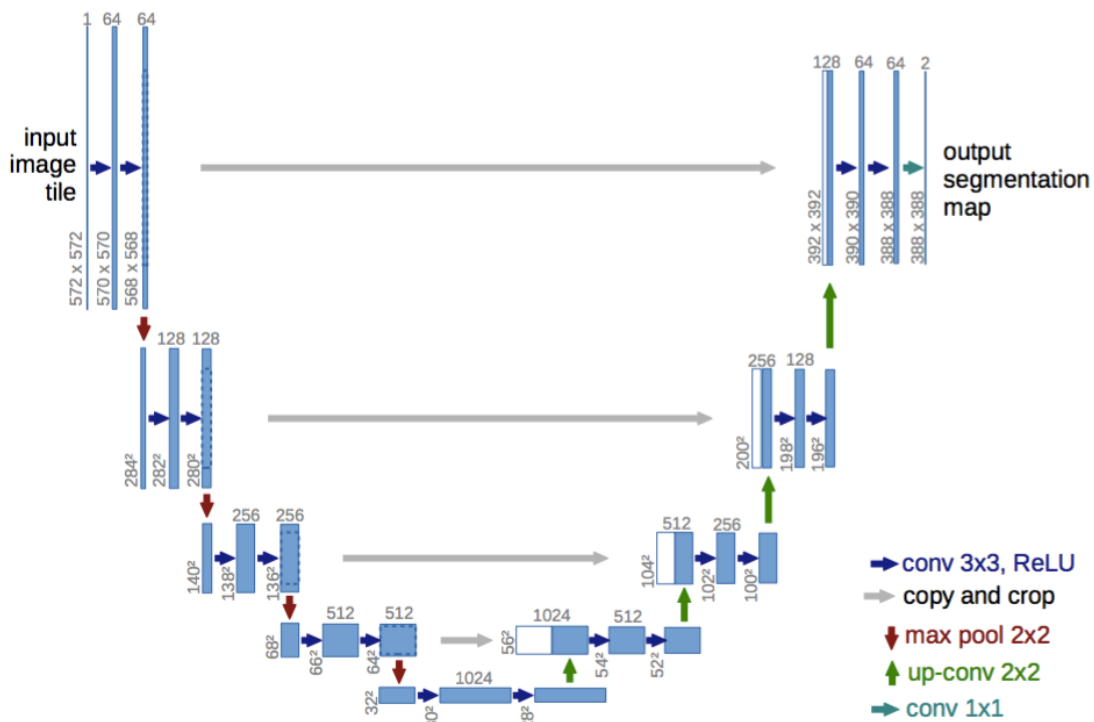 1 64 64
128 64 64 2
input
image
tile
output
segmentation
map
572 x 572
570 x 570
568 x 568
392 x 392
390 x 390
388 x 388
388 x 388
128 128
256 128
284²
282²
280²
200²
198²
196²
256 256
512 256
140²
138²
136²
104²
102²
100²
512 512
1024 512
68²
66²
64²
56²
54²
52²
1024
32²
conv 3x3, ReLU
copy and crop
max pool 2x2
up-conv 2x2
conv 1x1